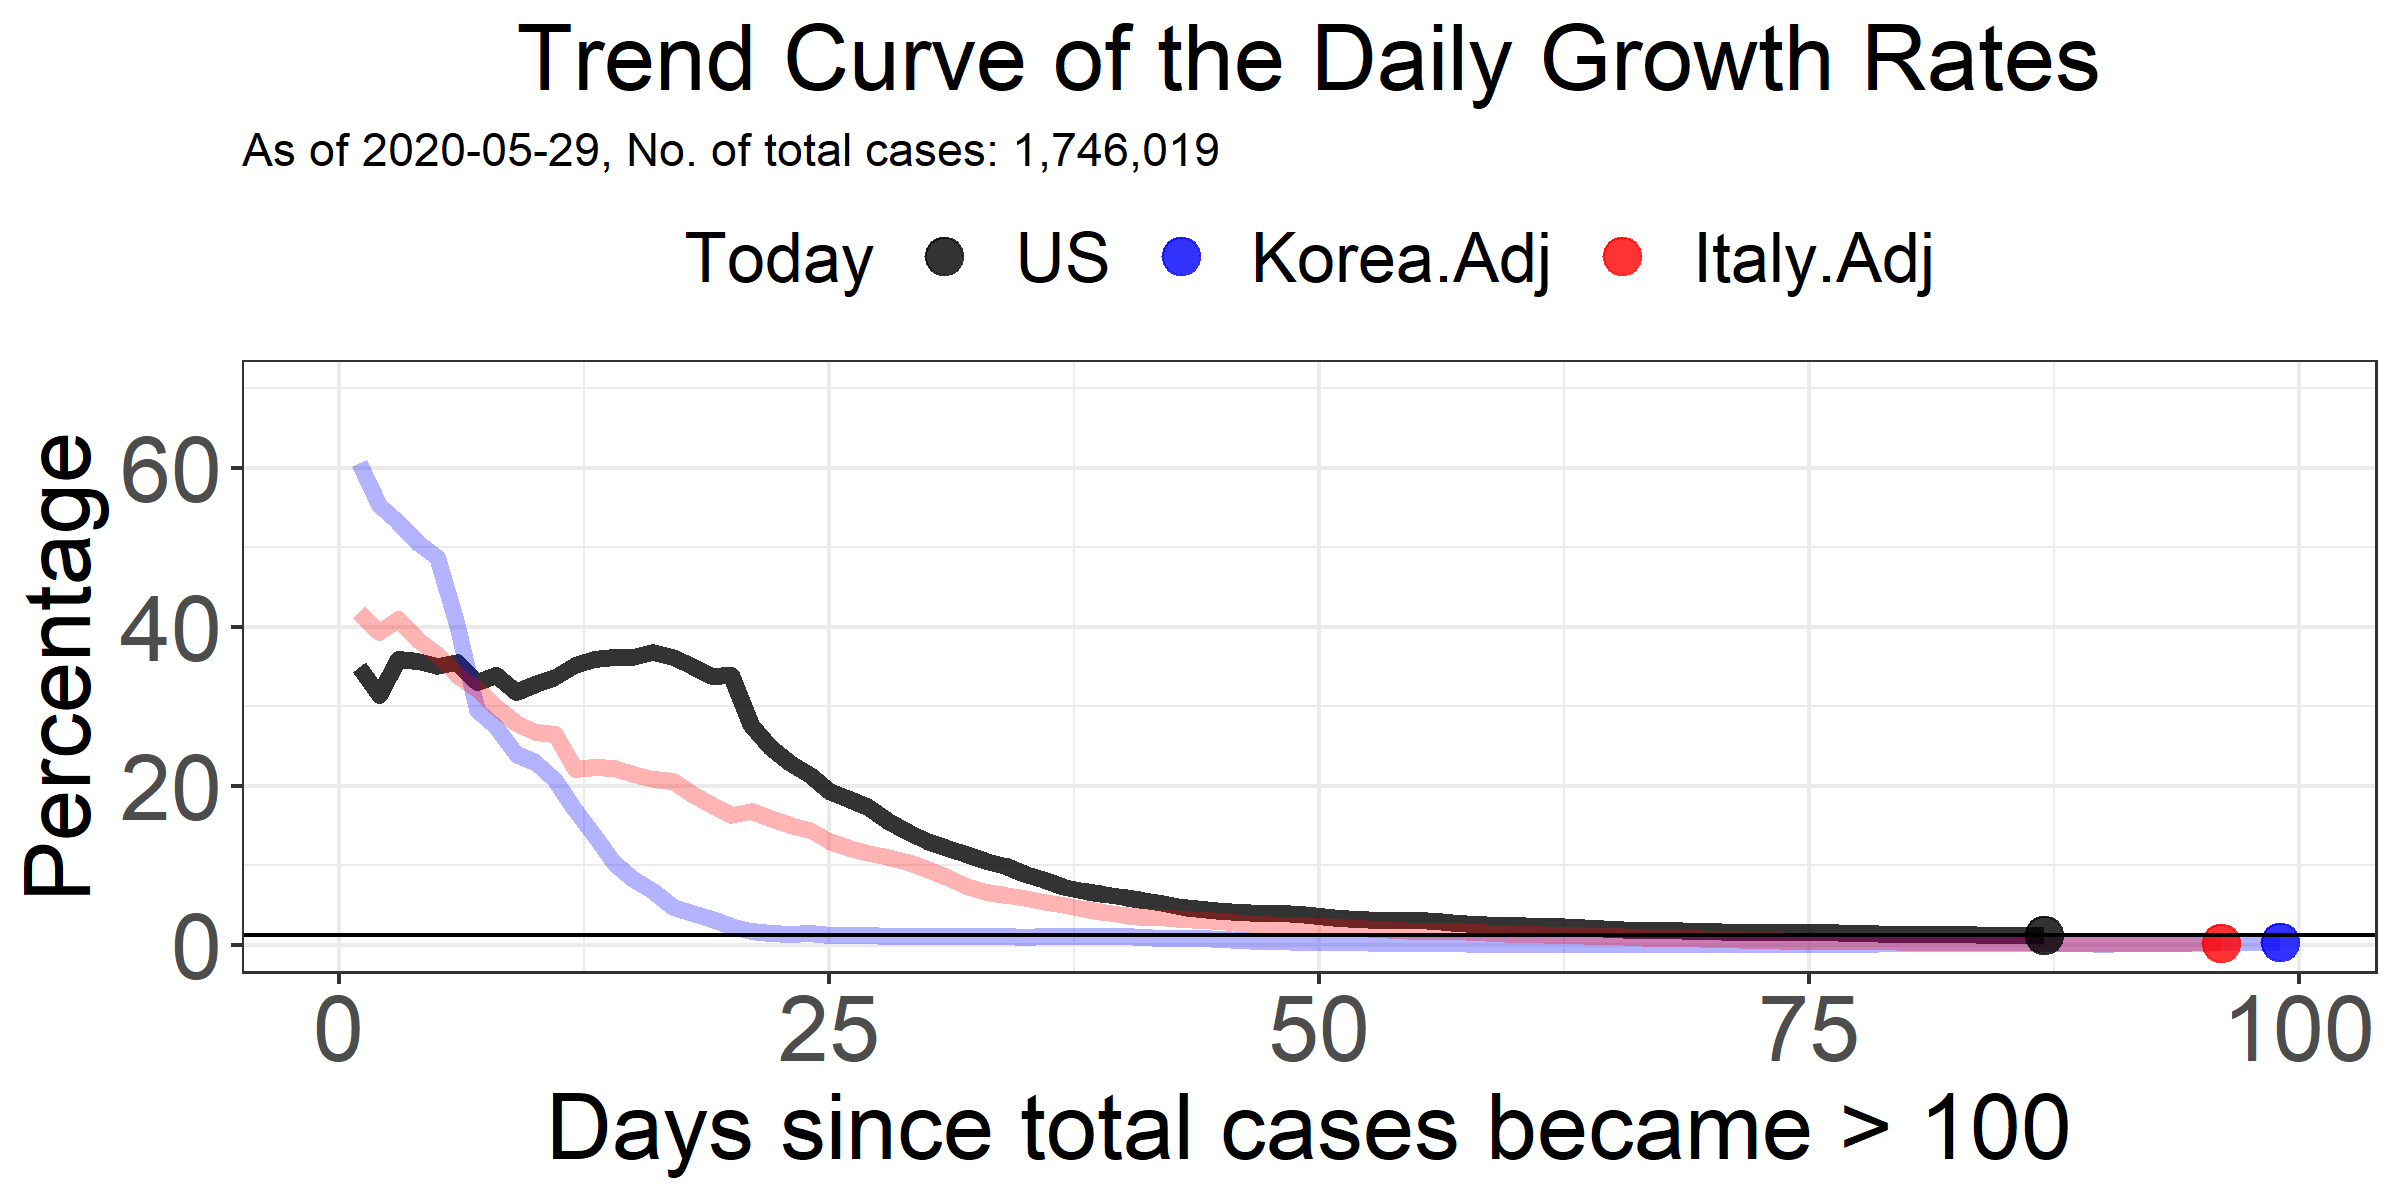 Trend Curve of the Daily Growth Rates
As of 2020-05-29, No. of total cases: 1,746,019
Today US Korea.Adj Italy.Adj
Percentage
60
40
20
0
0 25 50 75 100
Days since total cases became > 100